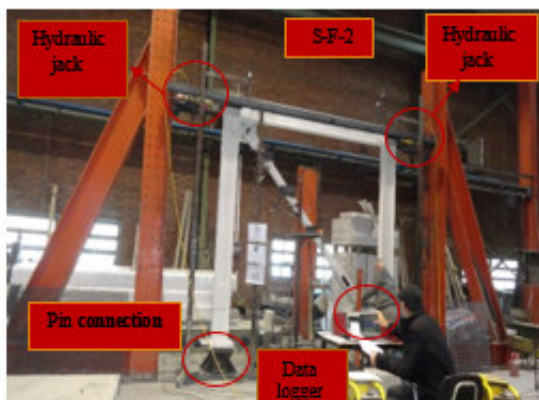 Hydraulic
jack
S-F-2
Hydraulic
jack
Pin connection
Data
logger